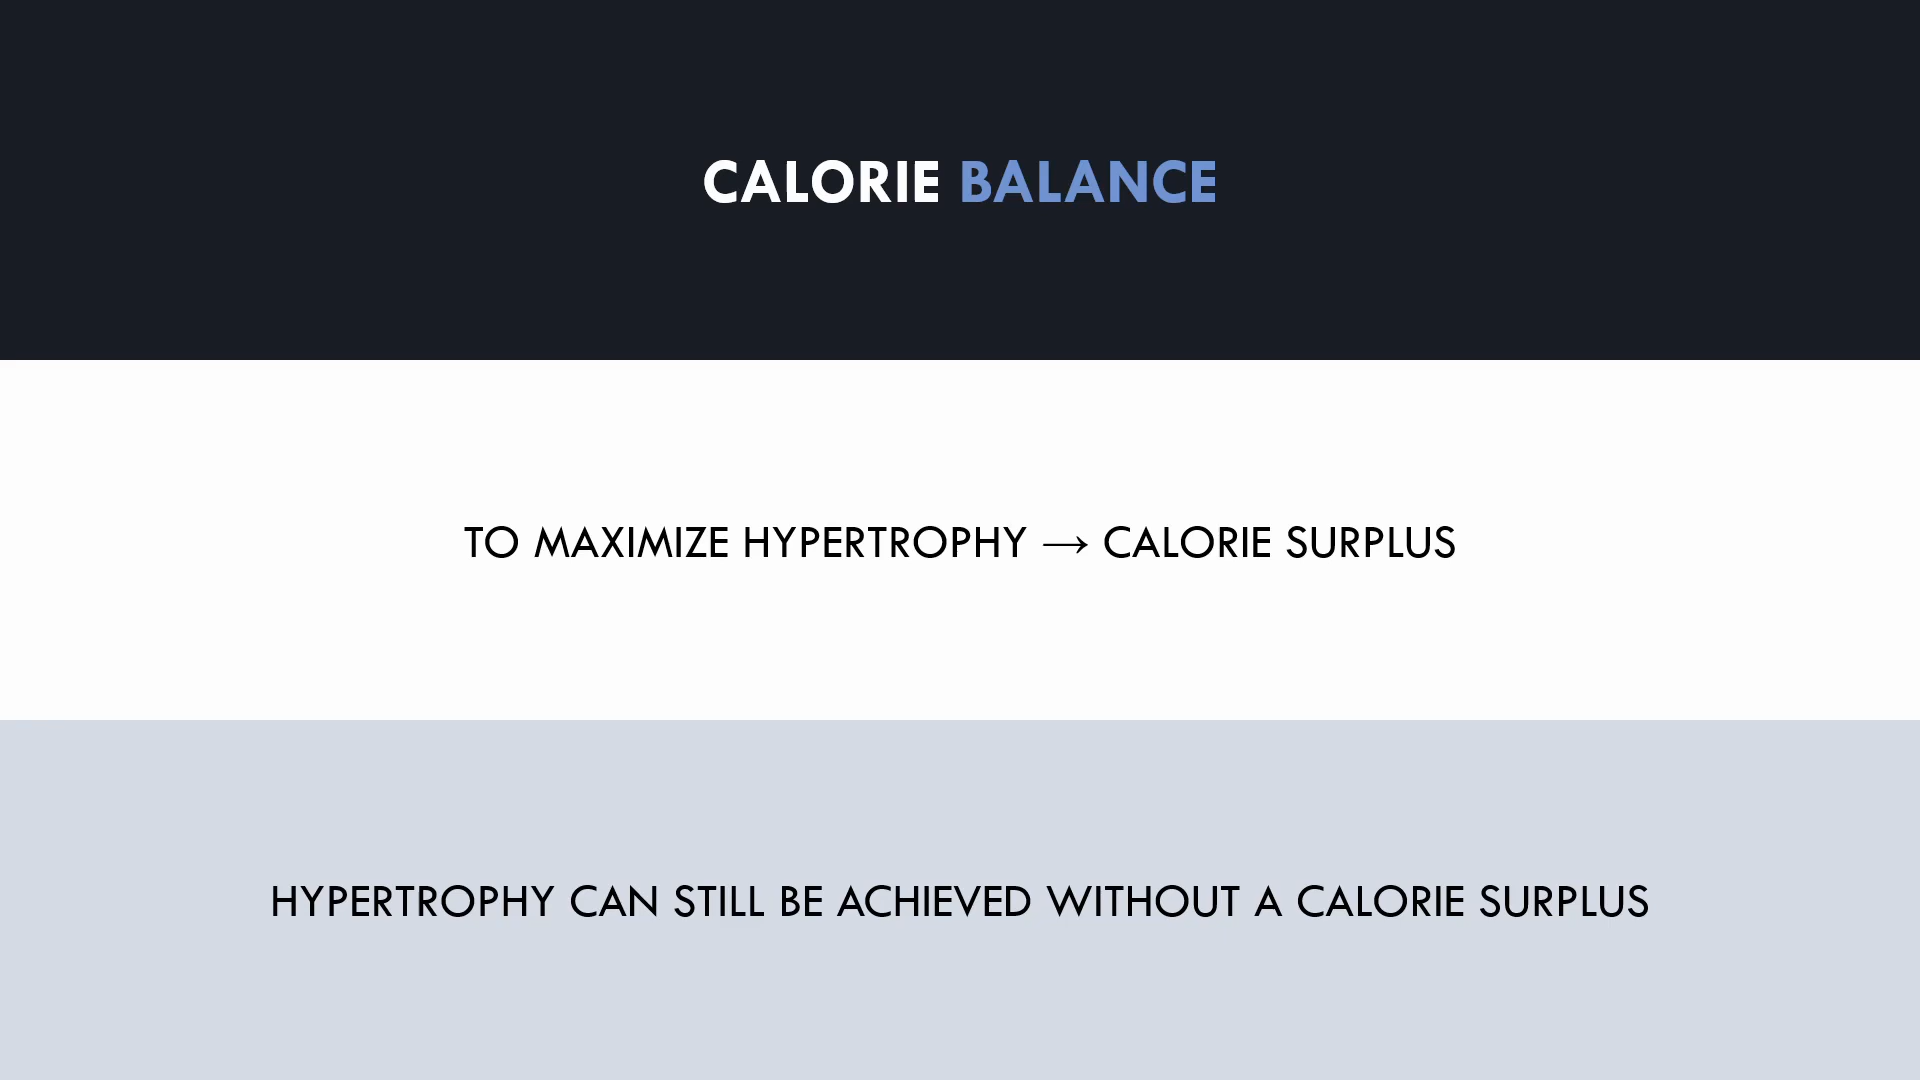 CALORIE BALANCE
TO MAXIMIZE HYPERTROPHY → CALORIE SURPLUS
HYPERTROPHY CAN STILL BE ACHIEVED WITHOUT A CALORIE SURPLUS